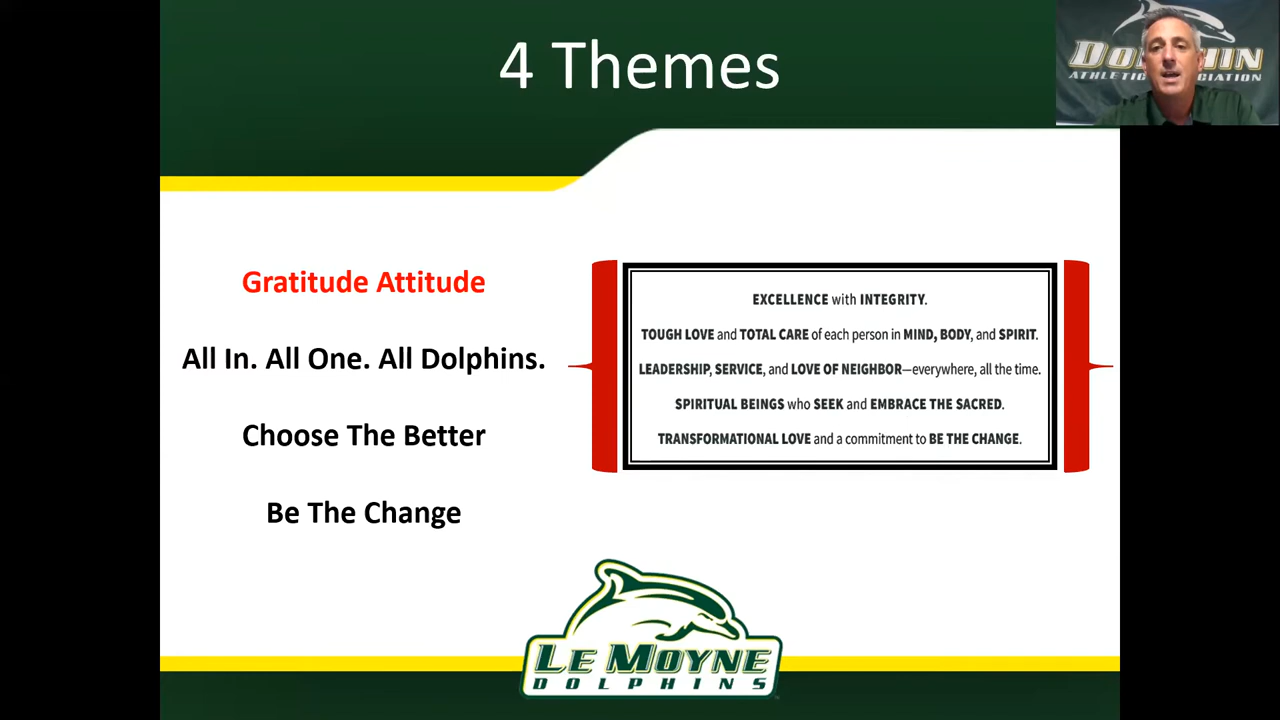 4 Themes
DOLPHIN
ATHLETIC ASSOCIATION
Gratitude Attitude
All In. All One. All Dolphins.
Choose The Better
Be The Change
EXCELLENCE with INTEGRITY.
TOUGH LOVE and TOTAL CARE of each person in MIND, BODY, and SPIRIT.
LEADERSHIP, SERVICE, and LOVE OF NEIGHBOR—everywhere, all the time.
SPIRITUAL BEINGS who SEEK and EMBRACE THE SACRED.
TRANSFORMATIONAL LOVE and a commitment to BE THE CHANGE.
LE MOYNE
DOLPHINS